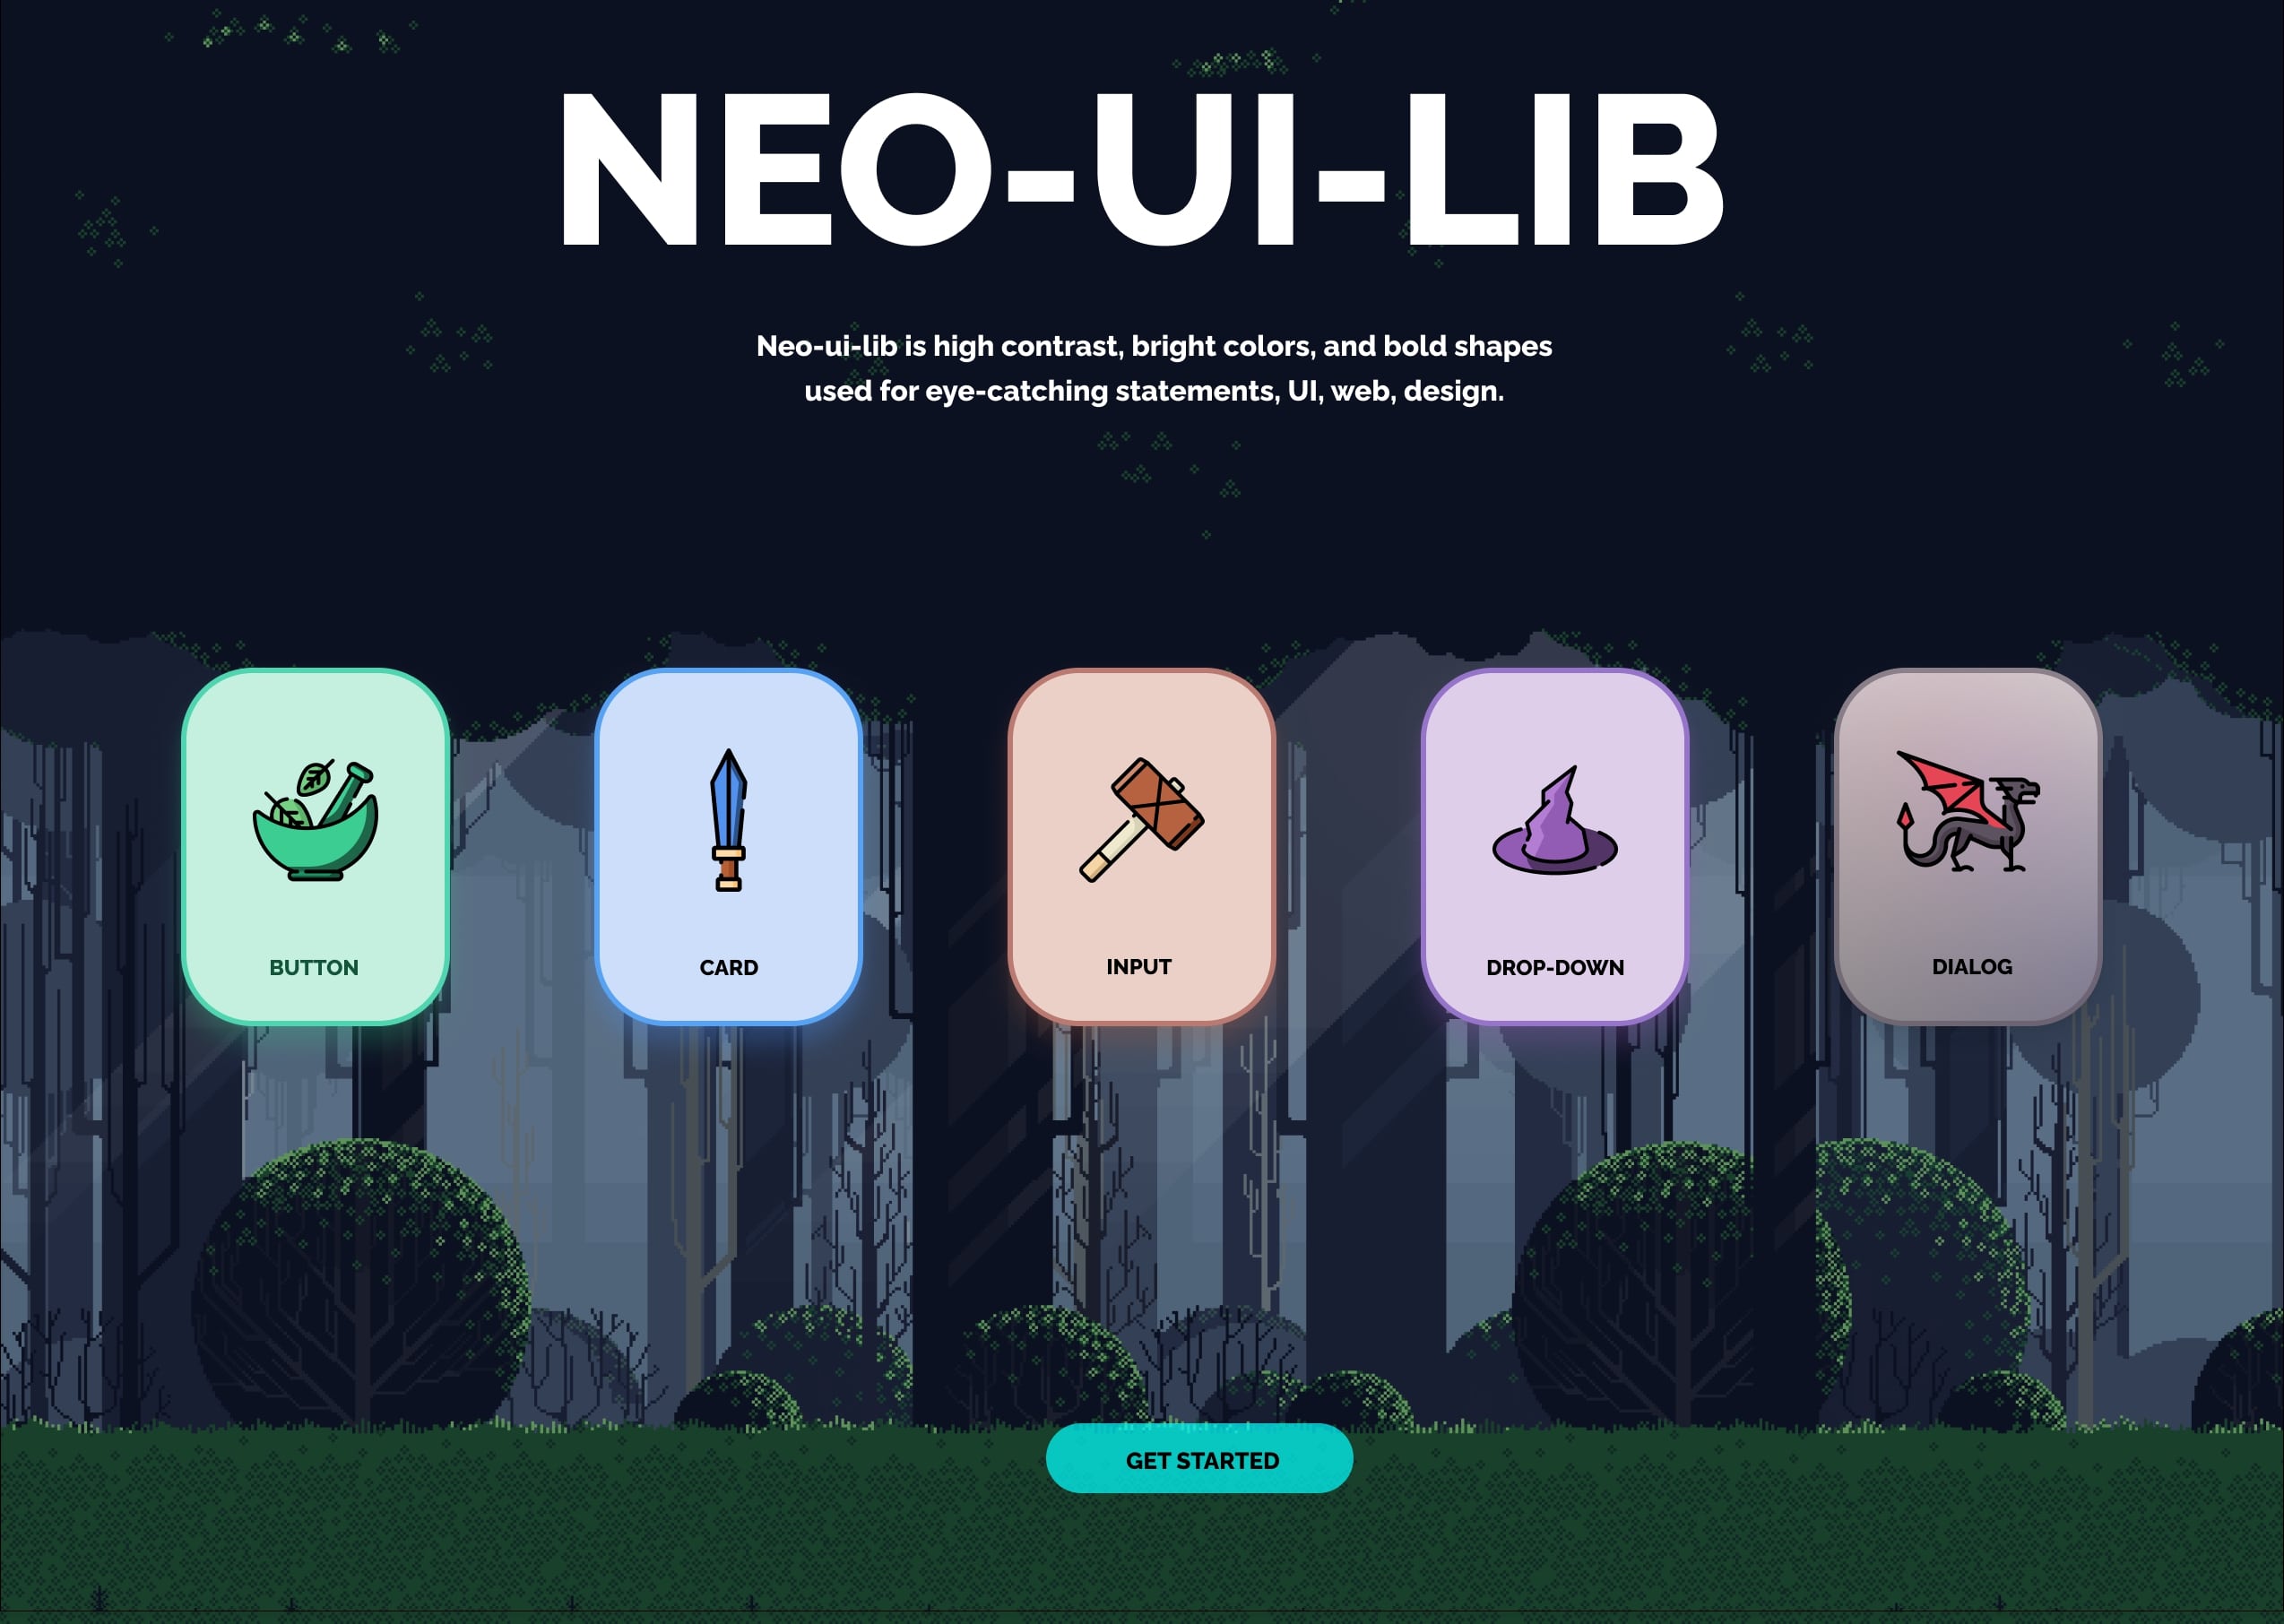 NEO-UI-LIB
Neo-ui-lib is high contrast, bright colors, and bold shapes
used for eye-catching statements, UI, web, design.
BUTTON
CARD
INPUT
DROP-DOWN
DIALOG
GET STARTED